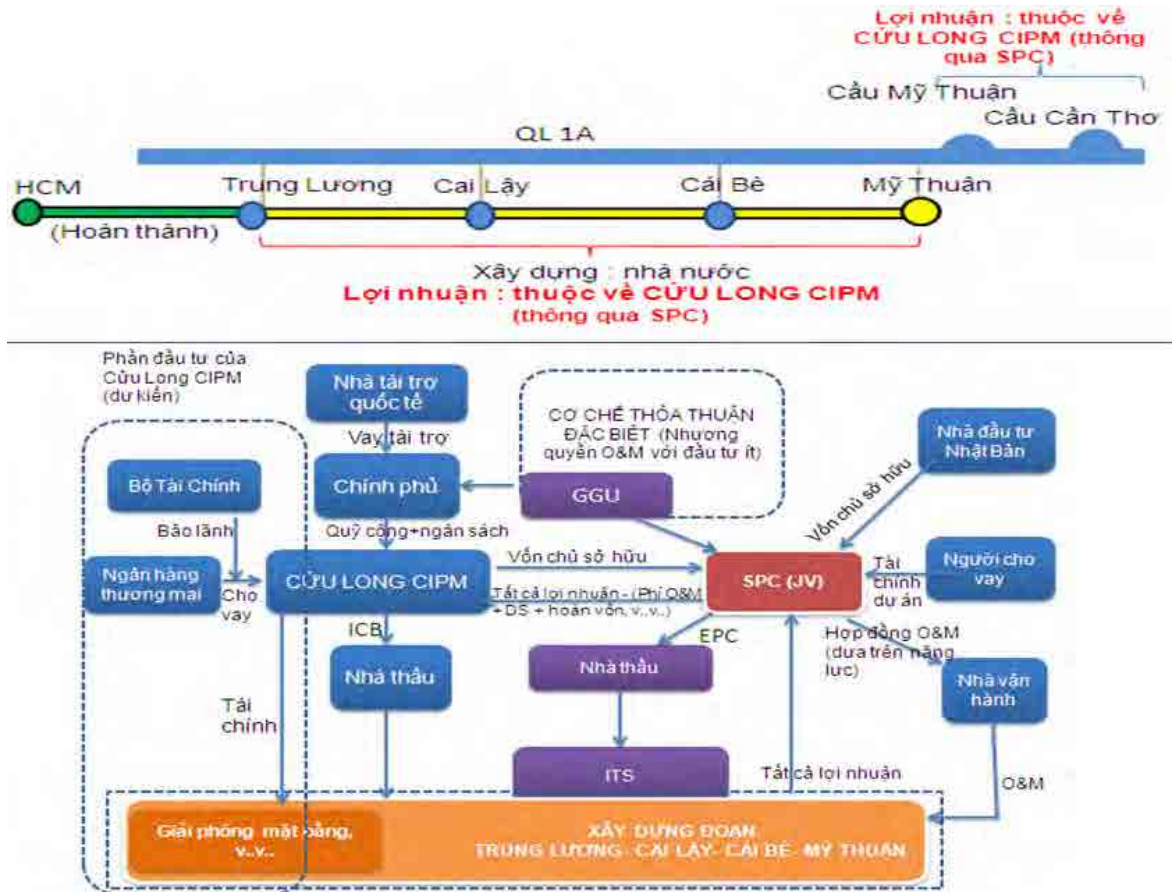 Lợi nhuận : thuộc về
CỬU LONG CIPM (thông
qua SPC)
Cầu Mỹ Thuận
Cầu Cần Thơ
QL 1A
HCM
Trung Lương
Cai Lậy
Cái Bè
Mỹ Thuận
(Hoàn thành)
Xây dựng : nhà nước
Lợi nhuận : thuộc về CỬU LONG CIPM
(thông qua SPC)
Phần đầu tư của
Cửu Long CIPM
(dự kiến)
Nhà tài trợ
quốc tế
CƠ CHẾ THỎA THUẬN
ĐẶC BIỆT (Nhượng
quyền O&M với đầu tư ít)
Nhà đầu tư
Nhật Bản
Vay tài trợ
Bộ Tài Chính
Chính phủ
GGU
Vốn chủ sở hữu
Bảo lãnh
Quỹ công+ngân sách
Ngân hàng
thương mại
Cho
vay
CỬU LONG CIPM
Vốn chủ sở hữu
SPC (JV)
Tài
chính
dự án
Người cho
vay
Tất cả lợi nhuận - (Phí O&M
+ DS + hoàn vốn, v..v..)
ICB
EPC
Hợp đồng O&M
(dựa trên năng
lực)
Nhà thầu
Nhà thầu
Nhà vận
hành
Tài
chính
ITS
Tất cả lợi nhuận
O&M
Giải phóng mặt bằng,
v..v..
XÂY DỰNG ĐOẠN
TRUNG LƯƠNG- CAI LẬY- CÁI BÈ- MỸ THUẬN